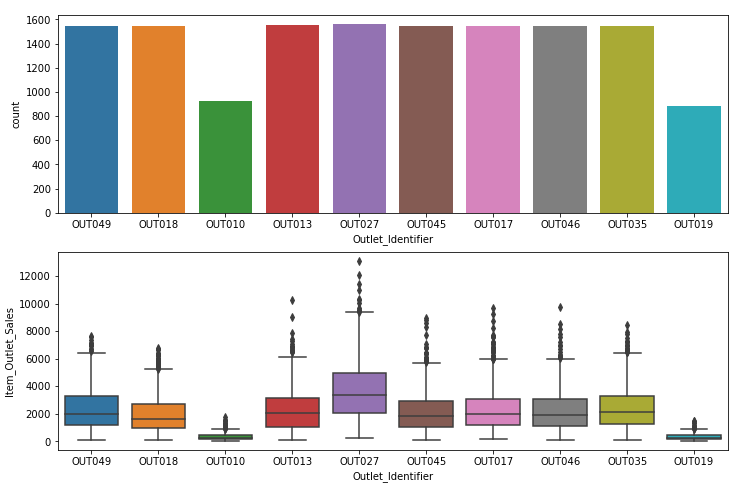 1600
1400
1200
1000
800
600
400
200
0
count
OUT049 OUT018 OUT010 OUT013 OUT027 OUT045 OUT017 OUT046 OUT035 OUT019
Outlet_Identifier
12000
10000
8000
6000
4000
2000
0
Item_Outlet_Sales
OUT049 OUT018 OUT010 OUT013 OUT027 OUT045 OUT017 OUT046 OUT035 OUT019
Outlet_Identifier